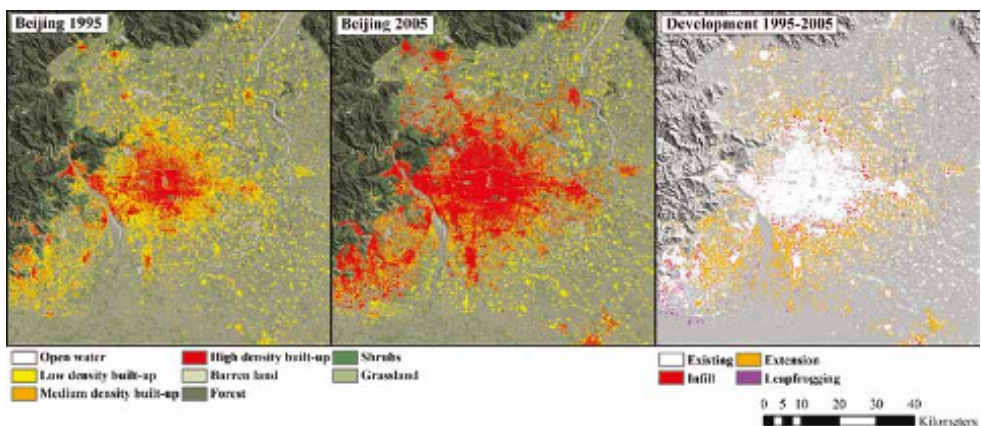 Beijing 1995
Beijing 2005
Development 1995-2005
Open water
Low density built-up
Medium density built-up
High density built-up
Barren land
Forest
Shrubs
Grassland
Existing
Infill
Extension
Leapfrogging
0 5 10 20 30 40
Kilometers